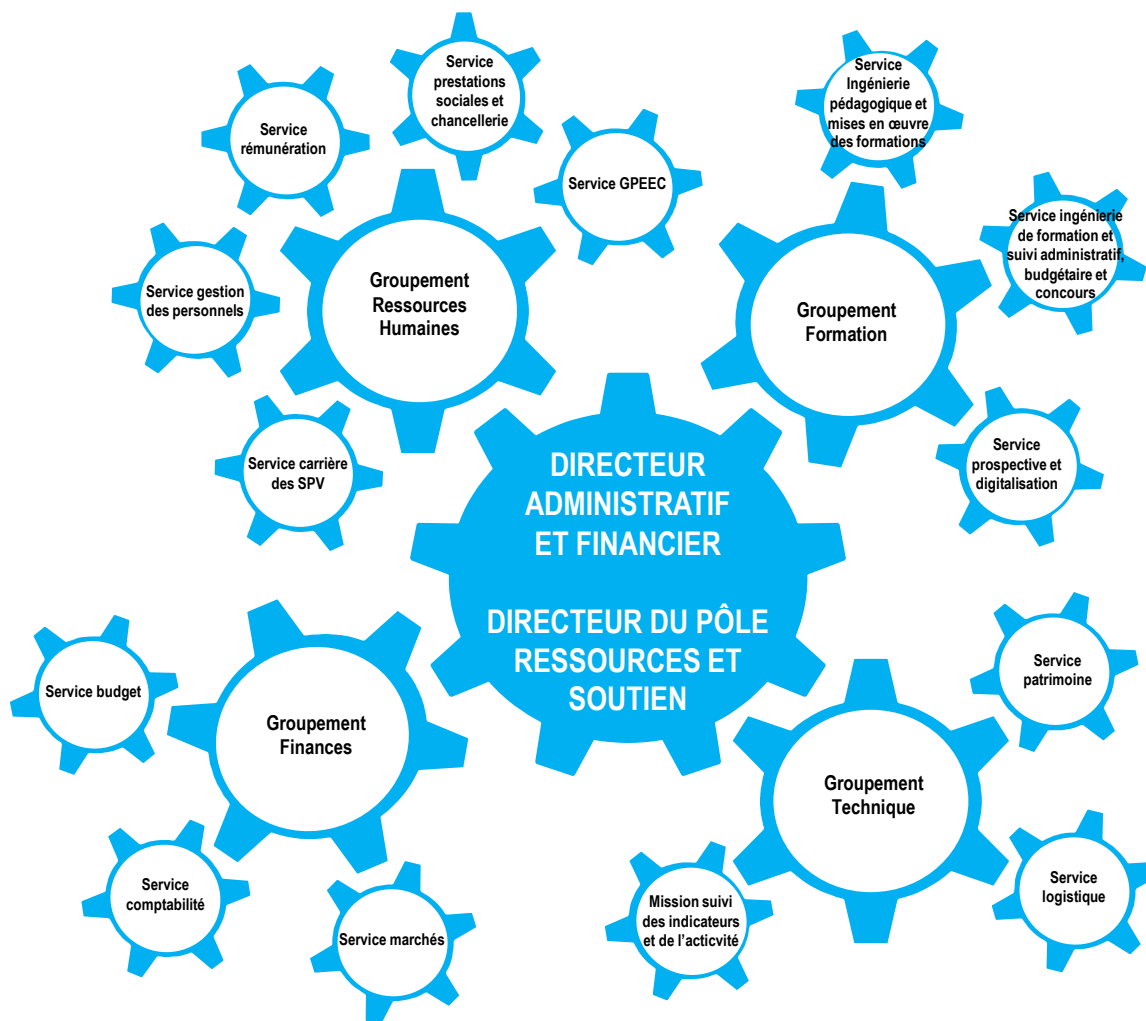 Service
prestations
sociales et
chancellerie
Service
rémunération
Service GPEEC
Service gestion
des personnels
Groupement
Ressources
Humaines
Service carrière
des SPV
Service
Ingénierie
pédagogique et
mises en œuvre
des formations
Service ingénierie
de formation et
suivi administratif,
budgétaire et
concours
Groupement
Formation
Service
prospective et
digitalisation
DIRECTEUR
ADMINISTRATIF
ET FINANCIER
DIRECTEUR DU PÔLE
RESSOURCES ET
SOUTIEN
Service budget
Groupement
Finances
Service
comptabilité
Service marchés
Service
patrimoine
Groupement
Technique
Service
logistique
Mission suivi
des indicateurs
et de l'acticvité